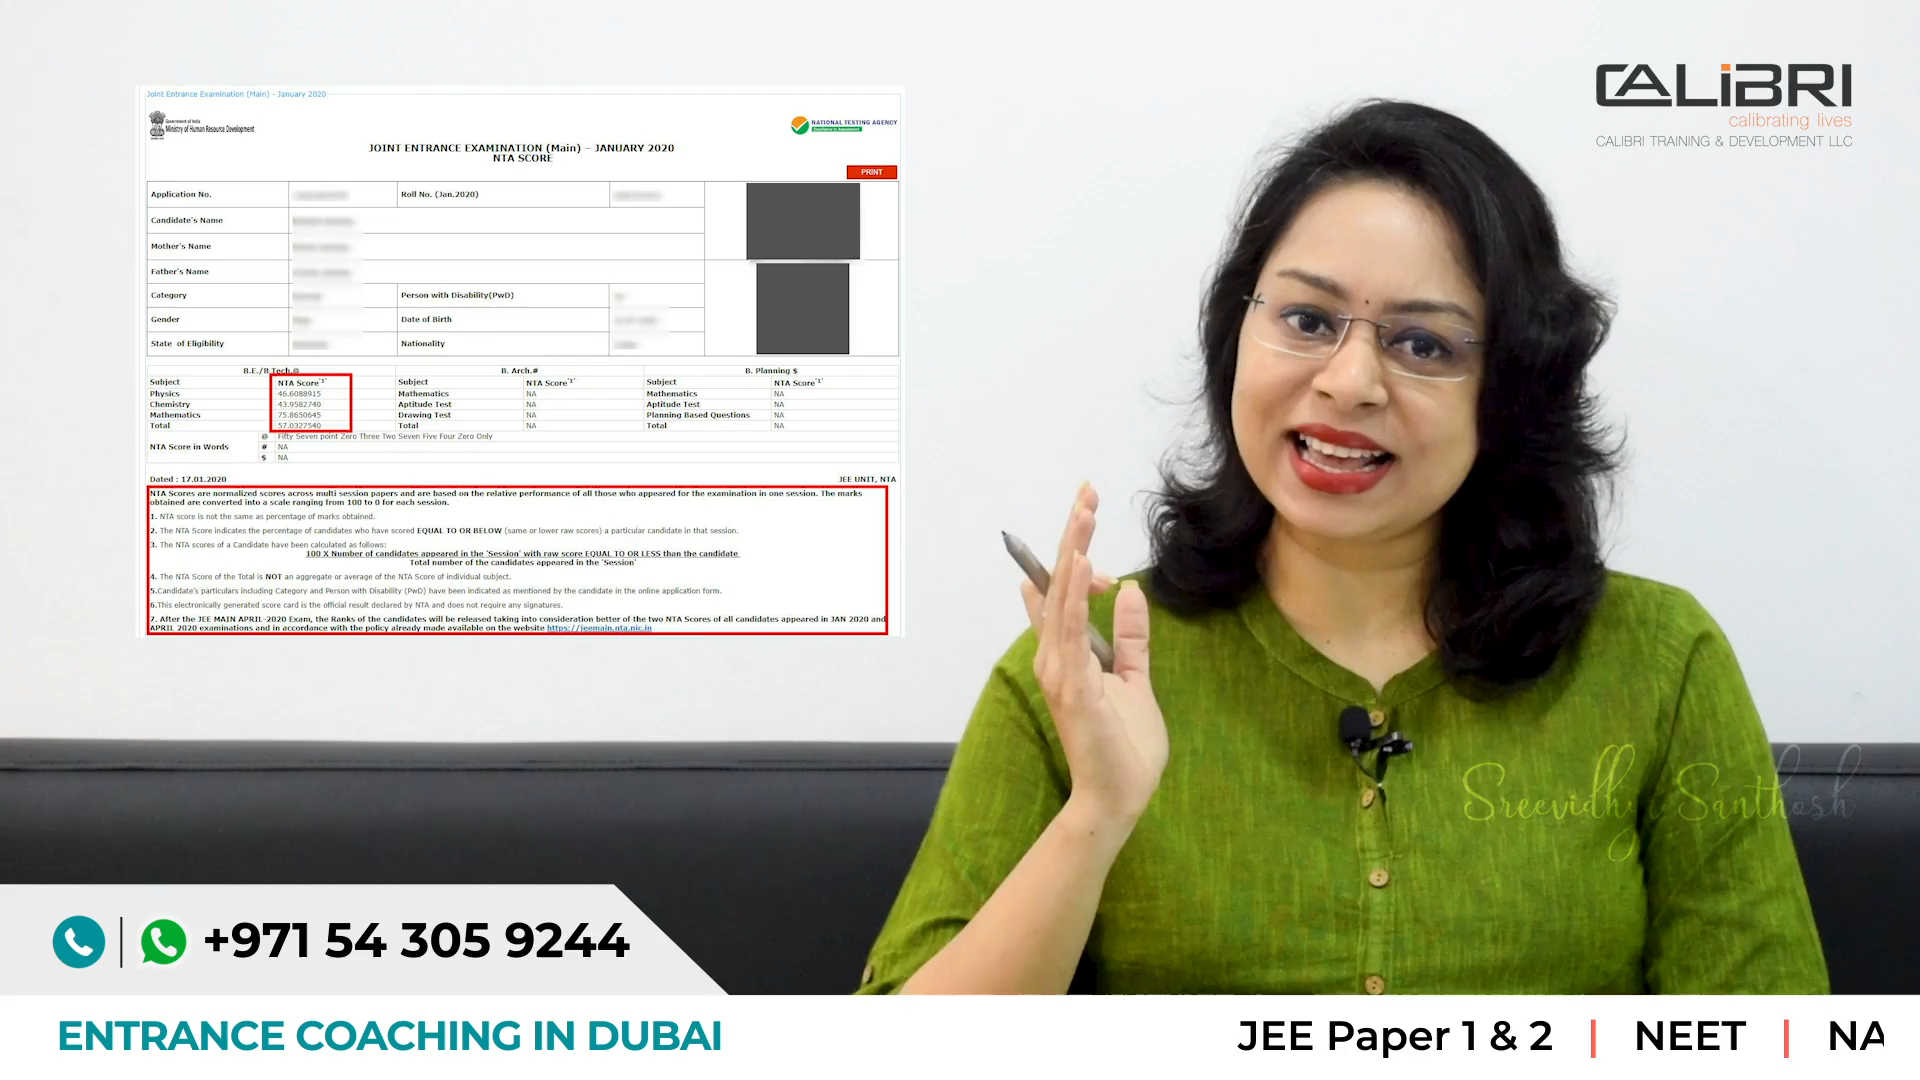 Joint Entrance Examination (Main) - January 2020
Government of India
Ministry of Human Resource Development
NATIONAL TESTING AGENCY
Excellence in Assessment
JOINT ENTRANCE EXAMINATION (Main) – JANUARY 2020
NTA SCORE
PRINT
Application No. Roll No. (Jan.2020)
Candidate's Name
Mother's Name
Father's Name
Category Person with Disability(PwD)
Gender Date of Birth
State of Eligibility Nationality
B.E./B.Tech.@ B. Arch.# B. Planning $
Subject NTA Score'1' Subject NTA Score'1' Subject NTA Score'1'
Physics 46.6088915 Mathematics NA Mathematics NA
Chemistry 43.9582740 Aptitude Test NA Aptitude Test NA
Mathematics 75.8650645 Drawing Test NA Planning Based Questions NA
Total 57.0327540 Total NA Total NA
NTA Score in Words @ Fifty Seven point Zero Three Two Seven Five Four Zero Only
# NA
$ NA
Dated : 17.01.2020 JEE UNIT, NTA
NTA Scores are normalized scores across multi session papers and are based on the relative performance of all those who appeared for the examination in one session. The marks
obtained are converted into a scale ranging from 100 to 0 for each session.
1. NTA score is not the same as percentage of marks obtained.
2. The NTA Score indicates the percentage of candidates who have scored EQUAL TO OR BELOW (same or lower raw scores) a particular candidate in that session.
3. The NTA scores of a Candidate have been calculated as follows:
100 X Number of candidates appeared in the 'Session' with raw score EQUAL TO OR LESS than the candidate
Total number of the candidates appeared in the 'Session'
4. The NTA Score of the Total is NOT an aggregate or average of the NTA Score of individual subject.
5.Candidate's particulars including Category and Person with Disability (PwD) have been indicated as mentioned by the candidate in the online application form.
6.This electronically generated score card is the official result declared by NTA and does not require any signatures.
7. After the JEE MAIN APRIL-2020 Exam, the Ranks of the candidates will be released taking into consideration better of the two NTA Scores of all candidates appeared in JAN 2020 and
APRIL 2020 examinations and in accordance with the policy already made available on the website https://jeemain.nta.nic.in
CALIBRI
calibrating lives
CALIBRI TRAINING & DEVELOPMENT LLC
Sreevidhya Santhosh
+971 54 305 9244
ENTRANCE COACHING IN DUBAI
JEE Paper 1 & 2 | NEET | NA